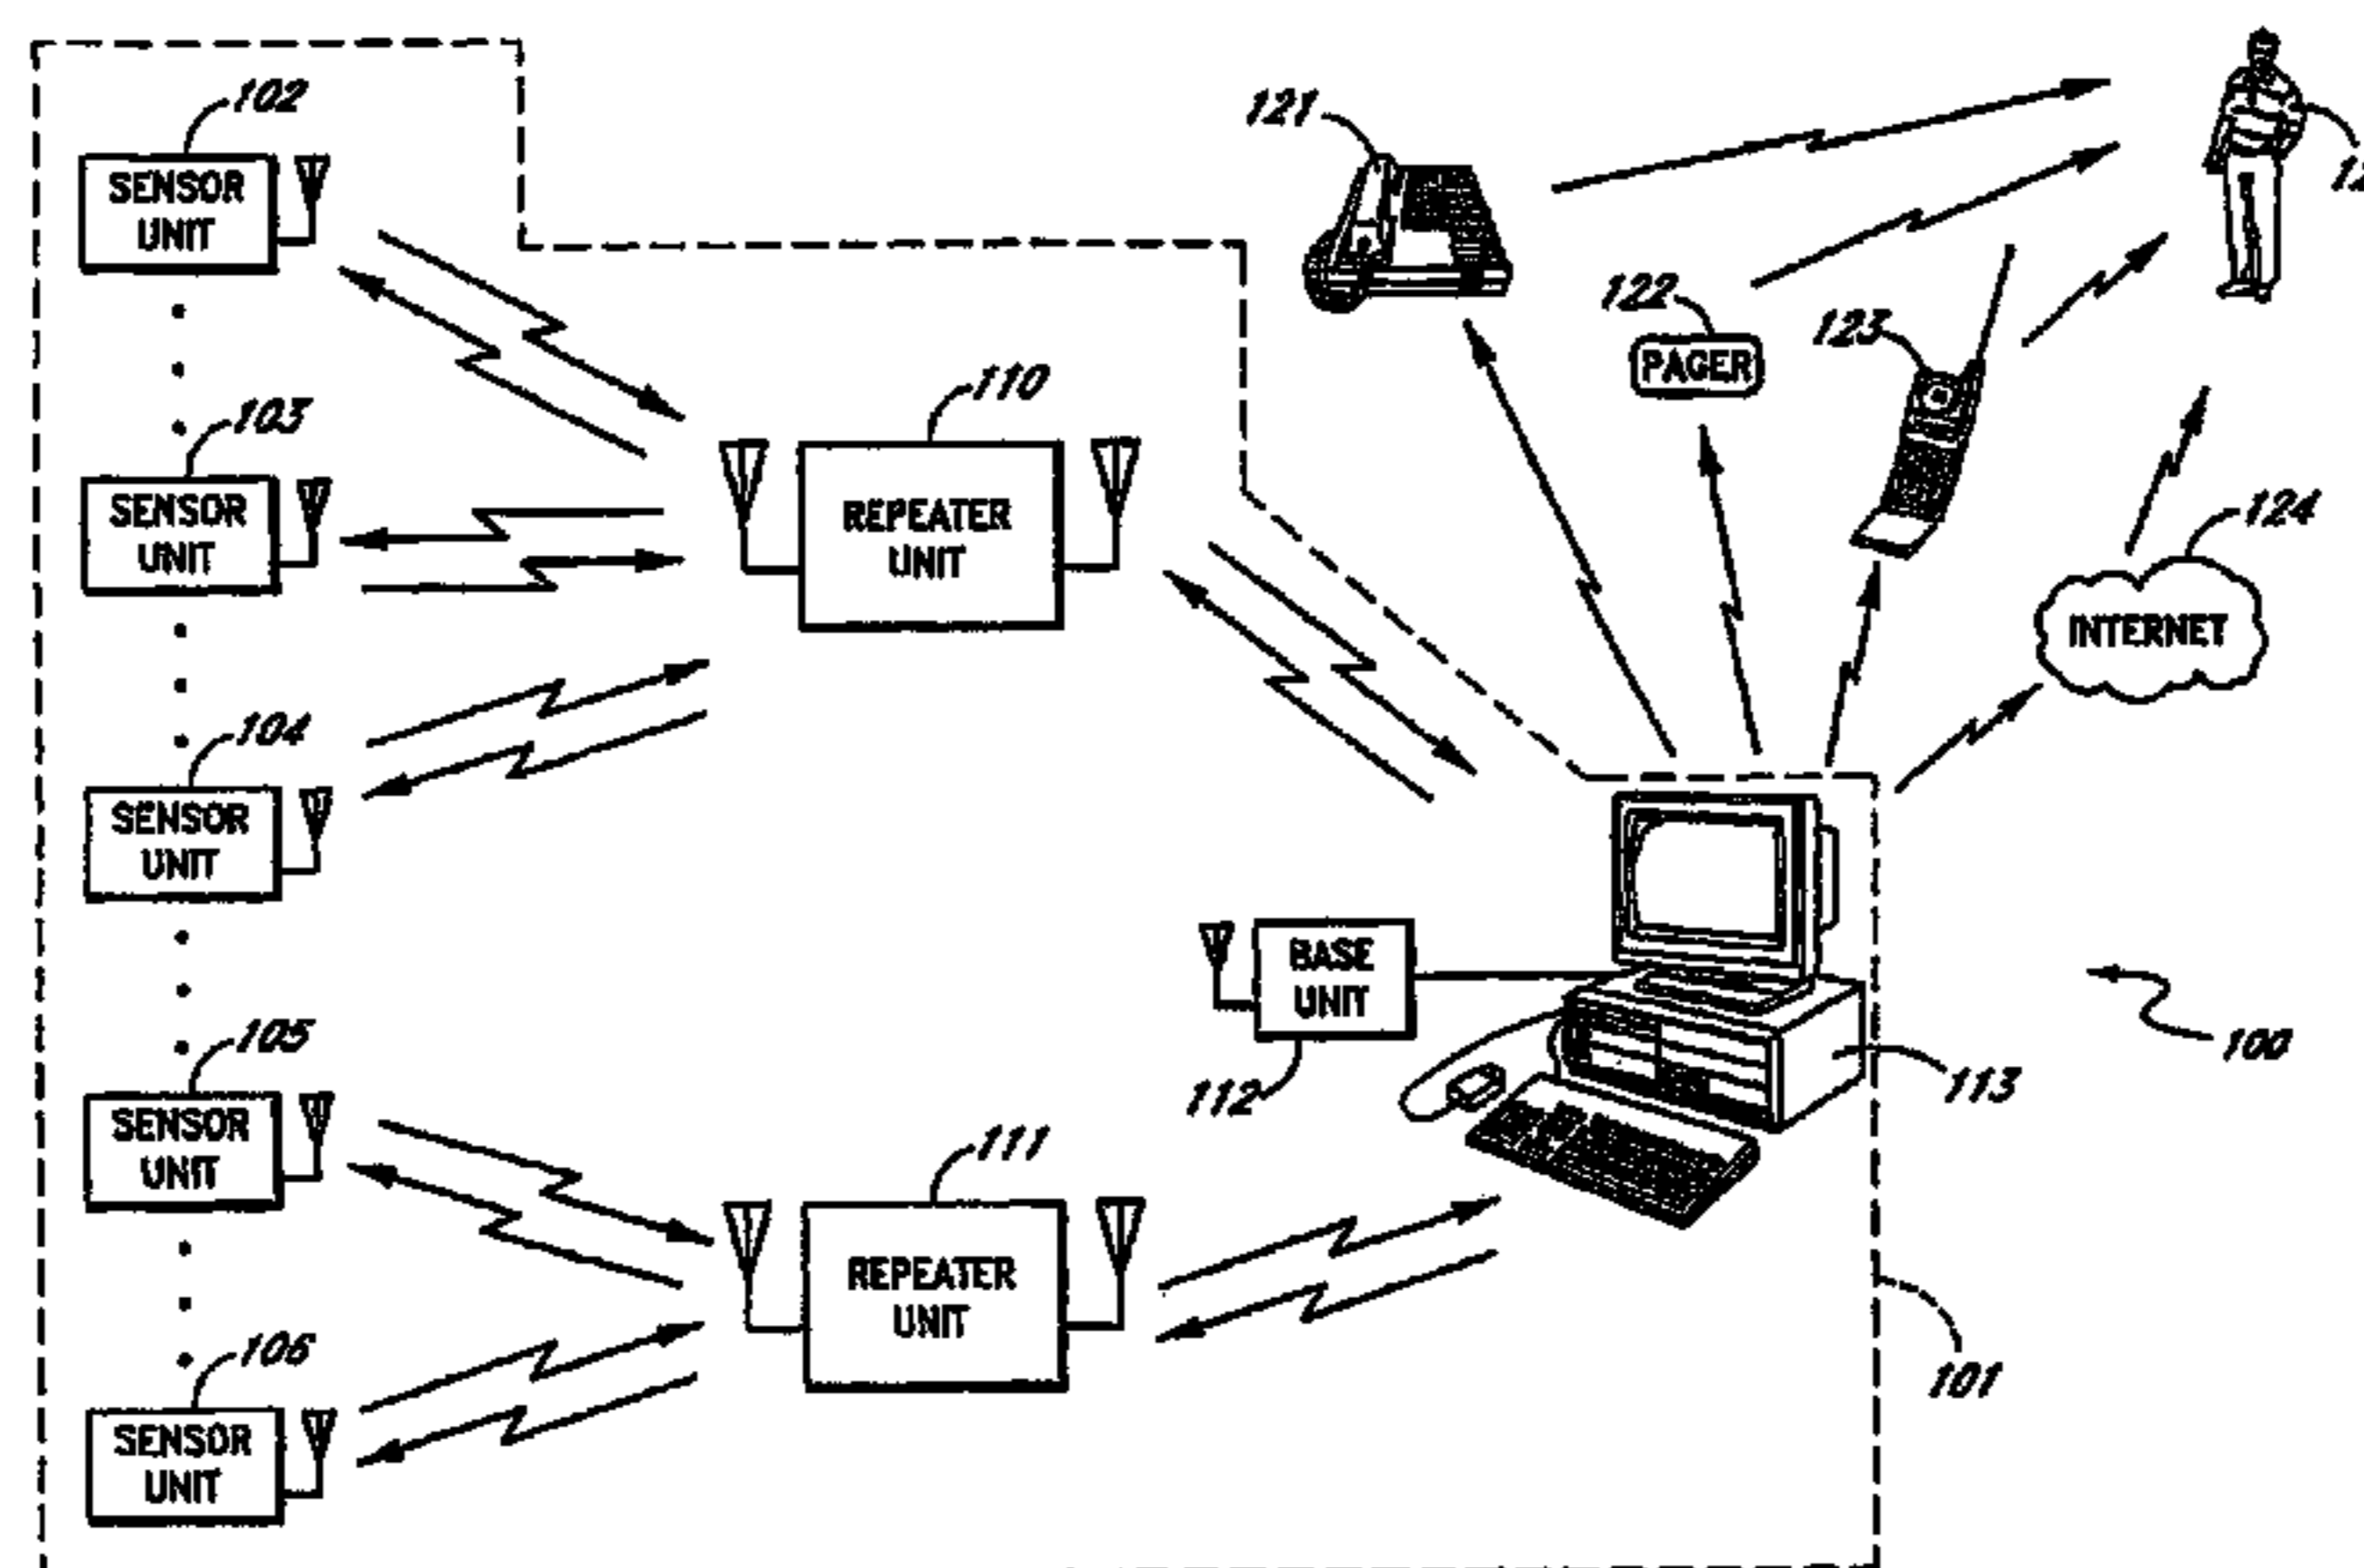 102
SENSOR
UNIT
103
SENSOR
UNIT
104
SENSOR
UNIT
105
SENSOR
UNIT
106
SENSOR
UNIT
110
REPEATER
UNIT
111
REPEATER
UNIT
121
122
PAGER
123
124
INTERNET
BASE
UNIT
112
113
100
101